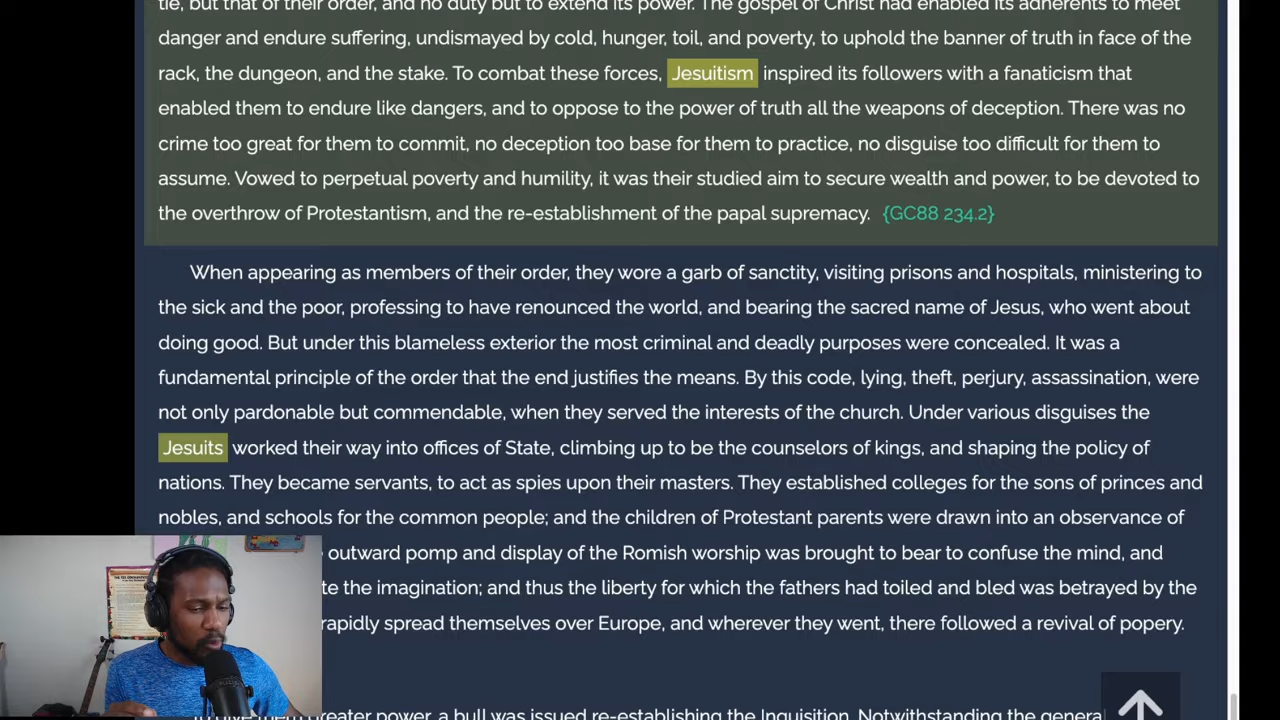 tie, but that of their order, and no duty but to extend its power. The gospel of Christ had enabled its adherents to meet
danger and endure suffering, undismayed by cold, hunger, toil, and poverty, to uphold the banner of truth in face of the
rack, the dungeon, and the stake. To combat these forces, Jesuitism inspired its followers with a fanaticism that
enabled them to endure like dangers, and to oppose to the power of truth all the weapons of deception. There was no
crime too great for them to commit, no deception too base for them to practice, no disguise too difficult for them to
assume. Vowed to perpetual poverty and humility, it was their studied aim to secure wealth and power, to be devoted to
the overthrow of Protestantism, and the re-establishment of the papal supremacy. {GC88 234.2}
When appearing as members of their order, they wore a garb of sanctity, visiting prisons and hospitals, ministering to
the sick and the poor, professing to have renounced the world, and bearing the sacred name of Jesus, who went about
doing good. But under this blameless exterior the most criminal and deadly purposes were concealed. It was a
fundamental principle of the order that the end justifies the means. By this code, lying, theft, perjury, assassination, were
not only pardonable but commendable, when they served the interests of the church. Under various disguises the
Jesuits worked their way into offices of State, climbing up to be the counselors of kings, and shaping the policy of
nations. They became servants, to act as spies upon their masters. They established colleges for the sons of princes and
nobles, and schools for the common people; and the children of Protestant parents were drawn into an observance of
outward pomp and display of the Romish worship was brought to bear to confuse the mind, and
te the imagination; and thus the liberty for which the fathers had toiled and bled was betrayed by the
rapidly spread themselves over Europe, and wherever they went, there followed a revival of popery.
To give them greater power, a bull was issued re-establishing the Inquisition. Notwithstanding the general